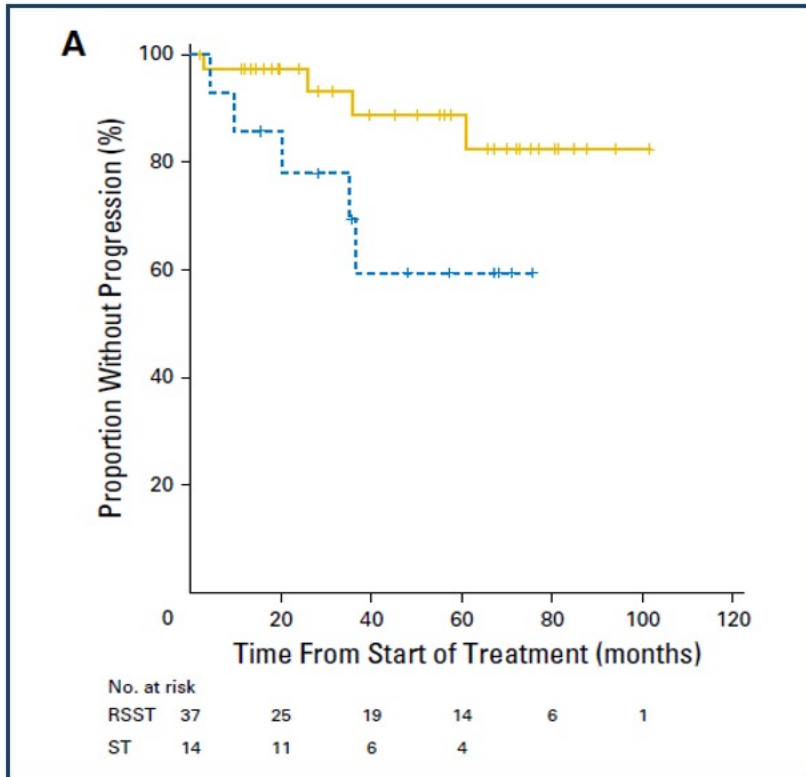 A
100
80
60
40
20
Proportion Without Progression (%)
0 20 40 60 80 100 120
Time From Start of Treatment (months)
No. at risk
RSST 37 25 19 14 6 1
ST 14 11 6 4